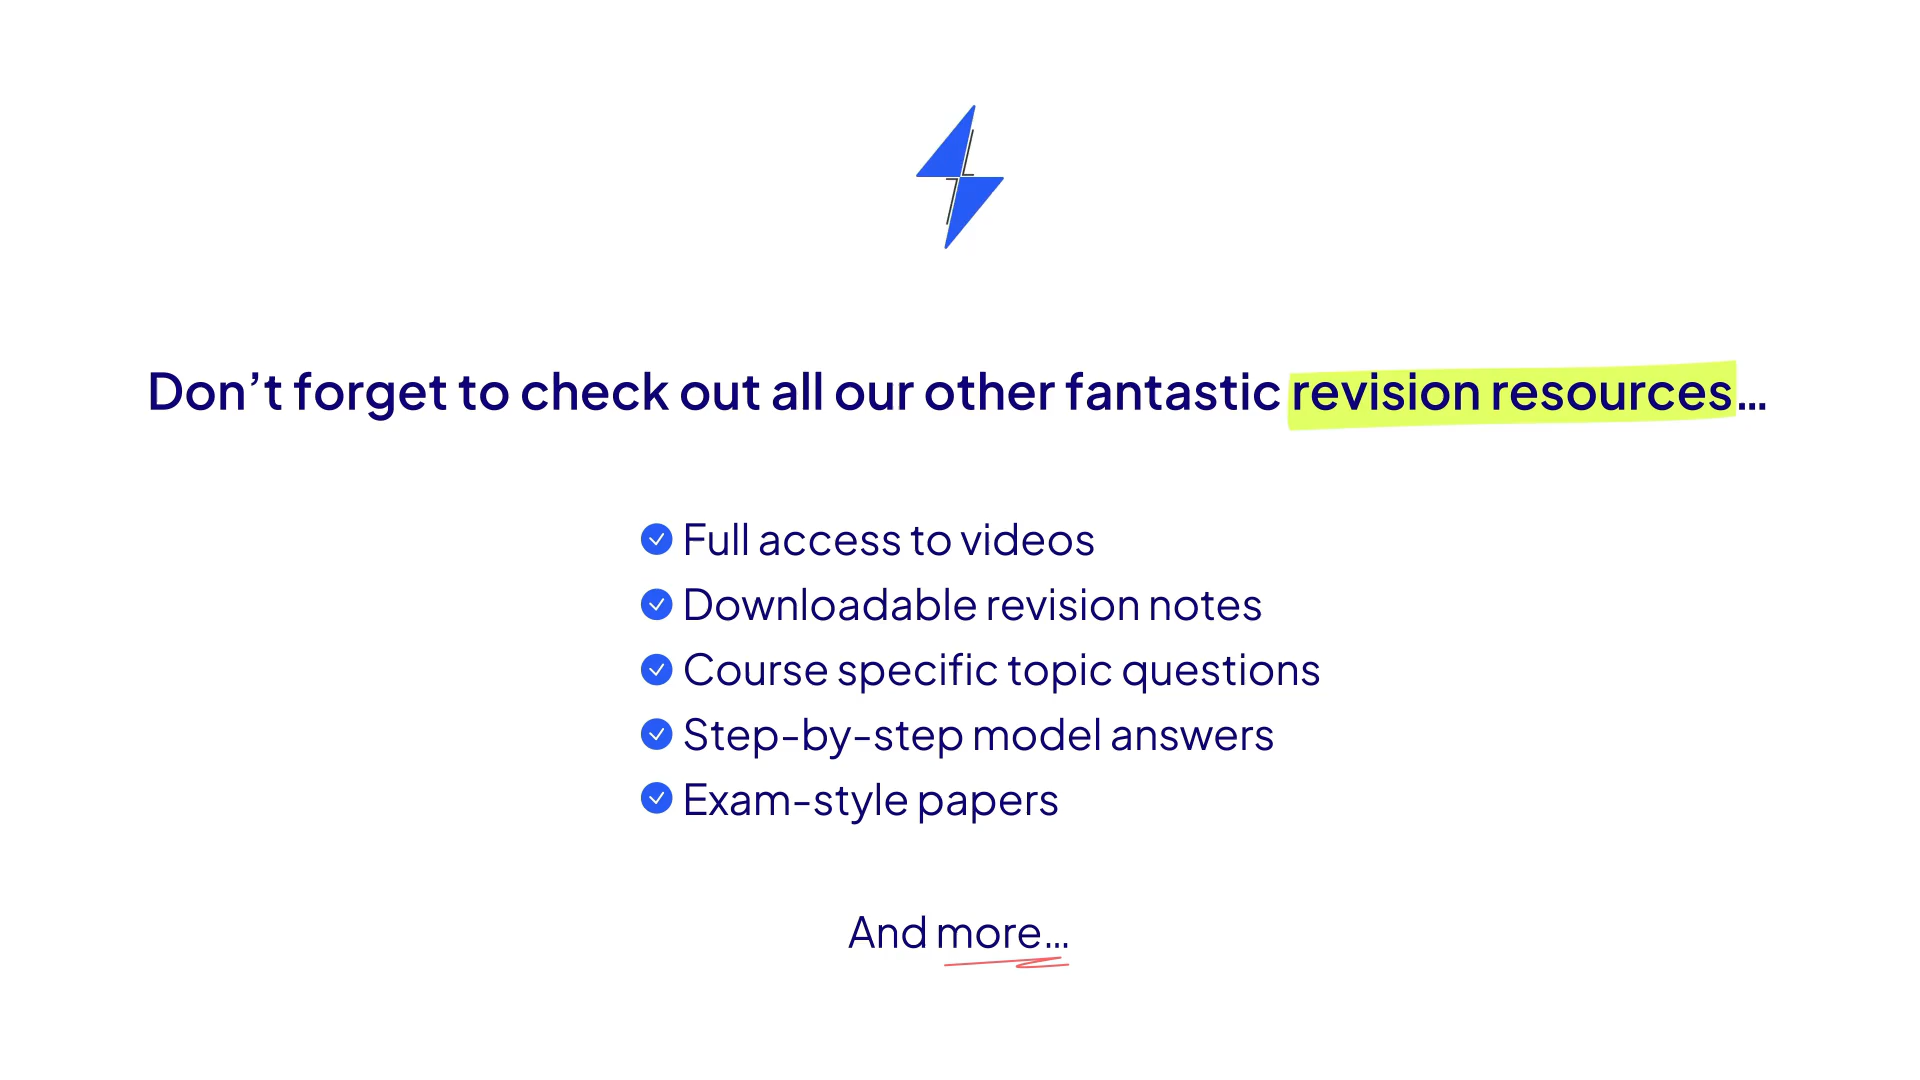 Don’t forget to check out all our other fantastic revision resources...
Full access to videos
Downloadable revision notes
Course specific topic questions
Step-by-step model answers
Exam-style papers
And more...